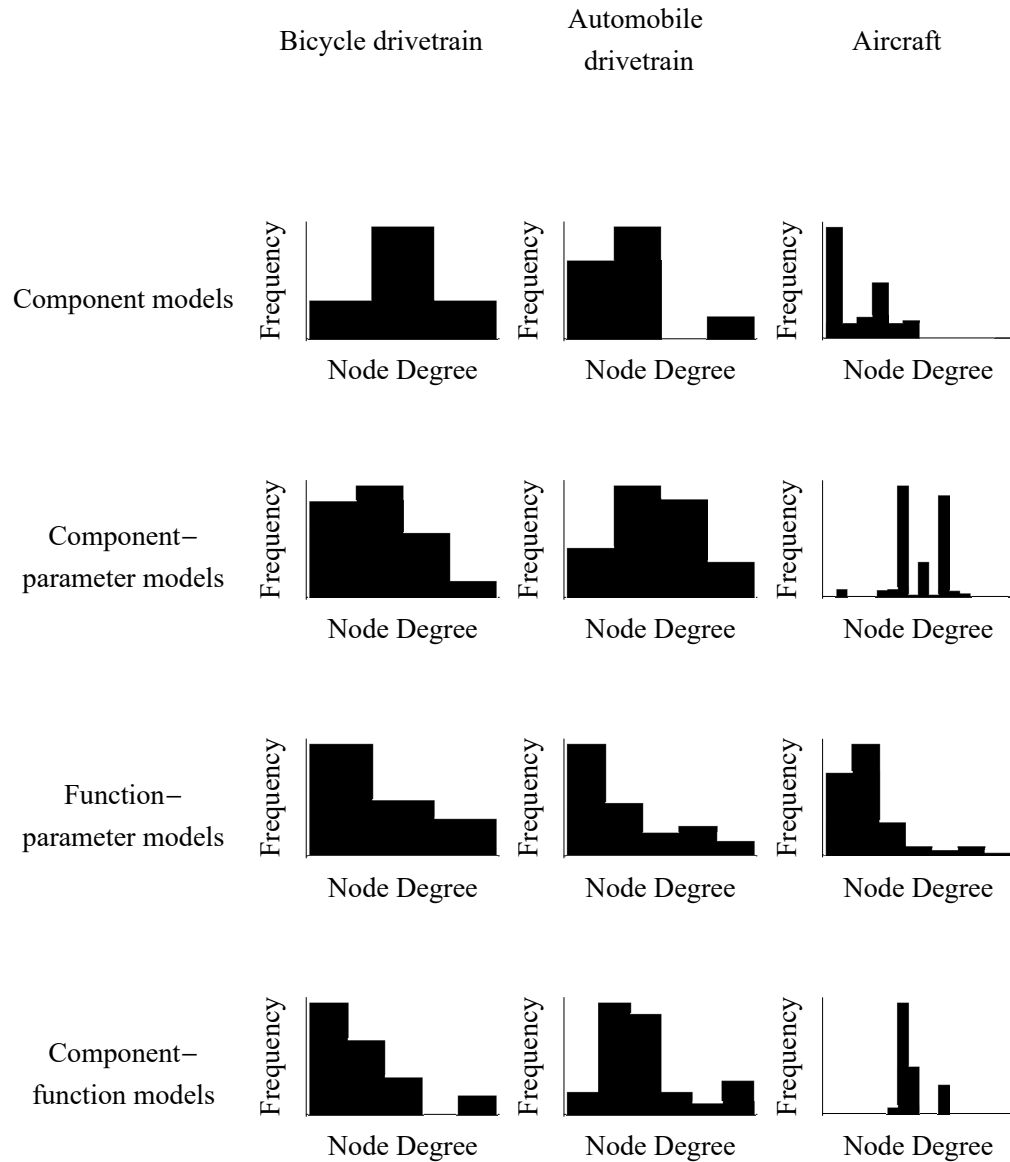 Bicycle drivetrain
Automobile
drivetrain
Aircraft
Component models
Frequency
Node Degree
Frequency
Node Degree
Frequency
Node Degree
Component−
parameter models
Frequency
Node Degree
Frequency
Node Degree
Frequency
Node Degree
Function−
parameter models
Frequency
Node Degree
Frequency
Node Degree
Frequency
Node Degree
Component−
function models
Frequency
Node Degree
Frequency
Node Degree
Frequency
Node Degree